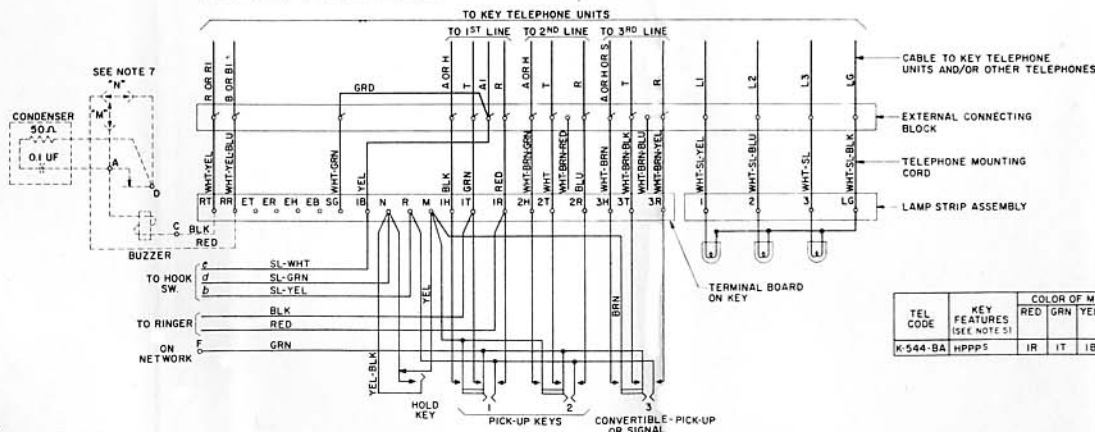 TO KEY TELEPHONE UNITS
TO 1ST LINE
TO 2ND LINE
TO 3RD LINE
SEE NOTE 7
"N"
"M"
R OR R1
B OR B1
GRD
A OR H
T
A1
R
A OR H
T
R
A OR H OR S
T
R
L1
L2
L3
LG
CABLE TO KEY TELEPHONE
UNITS AND/OR OTHER TELEPHONES
CONDENSER
50Ω
0.1 UF
A
D
C
EXTERNAL CONNECTING
BLOCK
WHT-YEL
WHT-YEL-BLU
WHT-GRN
YEL
BLK
GRN
RED
WHT-BRN-GRN
WHT
WHT-BRN-RED
BLU
WHT-BRN
WHT-BRN-BLK
WHT-BRN-BLU
WHT-BRN-YEL
WHT-SL-YEL
WHT-SL-BLU
WHT-SL
WHT-SL-BLK
TELEPHONE MOUNTING
CORD
RT RR ET ER EH EB SG 1B N R M 1H 1T 1R 2H 2T 2R 3H 3T 3R
1 2 3 LG
LAMP STRIP ASSEMBLY
BLK
RED
BUZZER
TERMINAL BOARD
ON KEY
TO HOOK
SW.
e SL-WHT
d SL-GRN
b SL-YEL
YEL
BRN
TO RINGER
BLK
RED
ON
NETWORK
F GRN
YEL-BLK
HOLD
KEY
1 2 3
PICK-UP KEYS
CONVERTIBLE-PICK-UP
OR SIGNAL
TEL
CODE
KEY
FEATURES
(SEE NOTE 5)
COLOR OF M
RED GRN YEL
K-544-BA HPPPS 1R 1T 1B